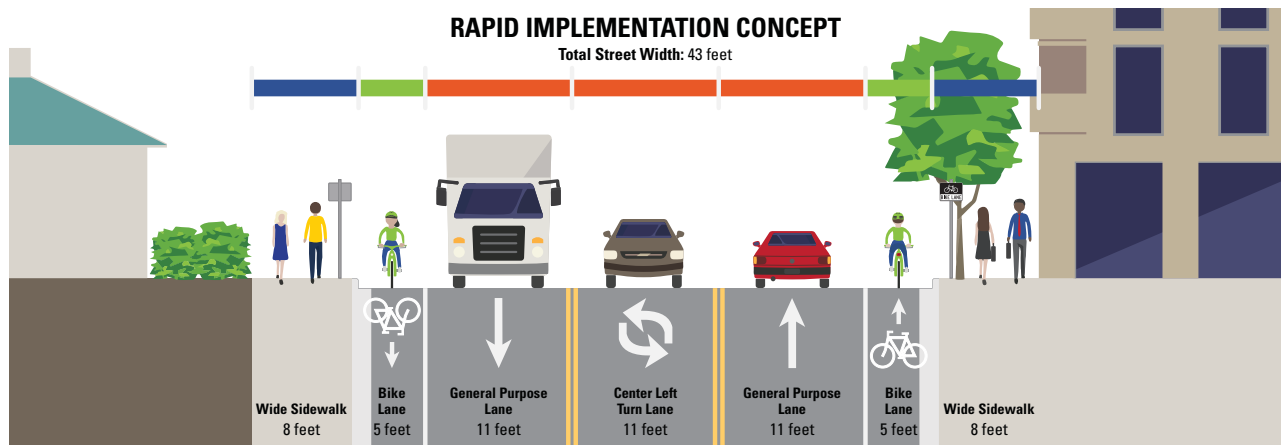 RAPID IMPLEMENTATION CONCEPT
Total Street Width: 43 feet
BIKE LANE
Wide Sidewalk
8 feet
Bike
Lane
5 feet
General Purpose
Lane
11 feet
Center Left
Turn Lane
11 feet
General Purpose
Lane
11 feet
Bike
Lane
5 feet
Wide Sidewalk
8 feet